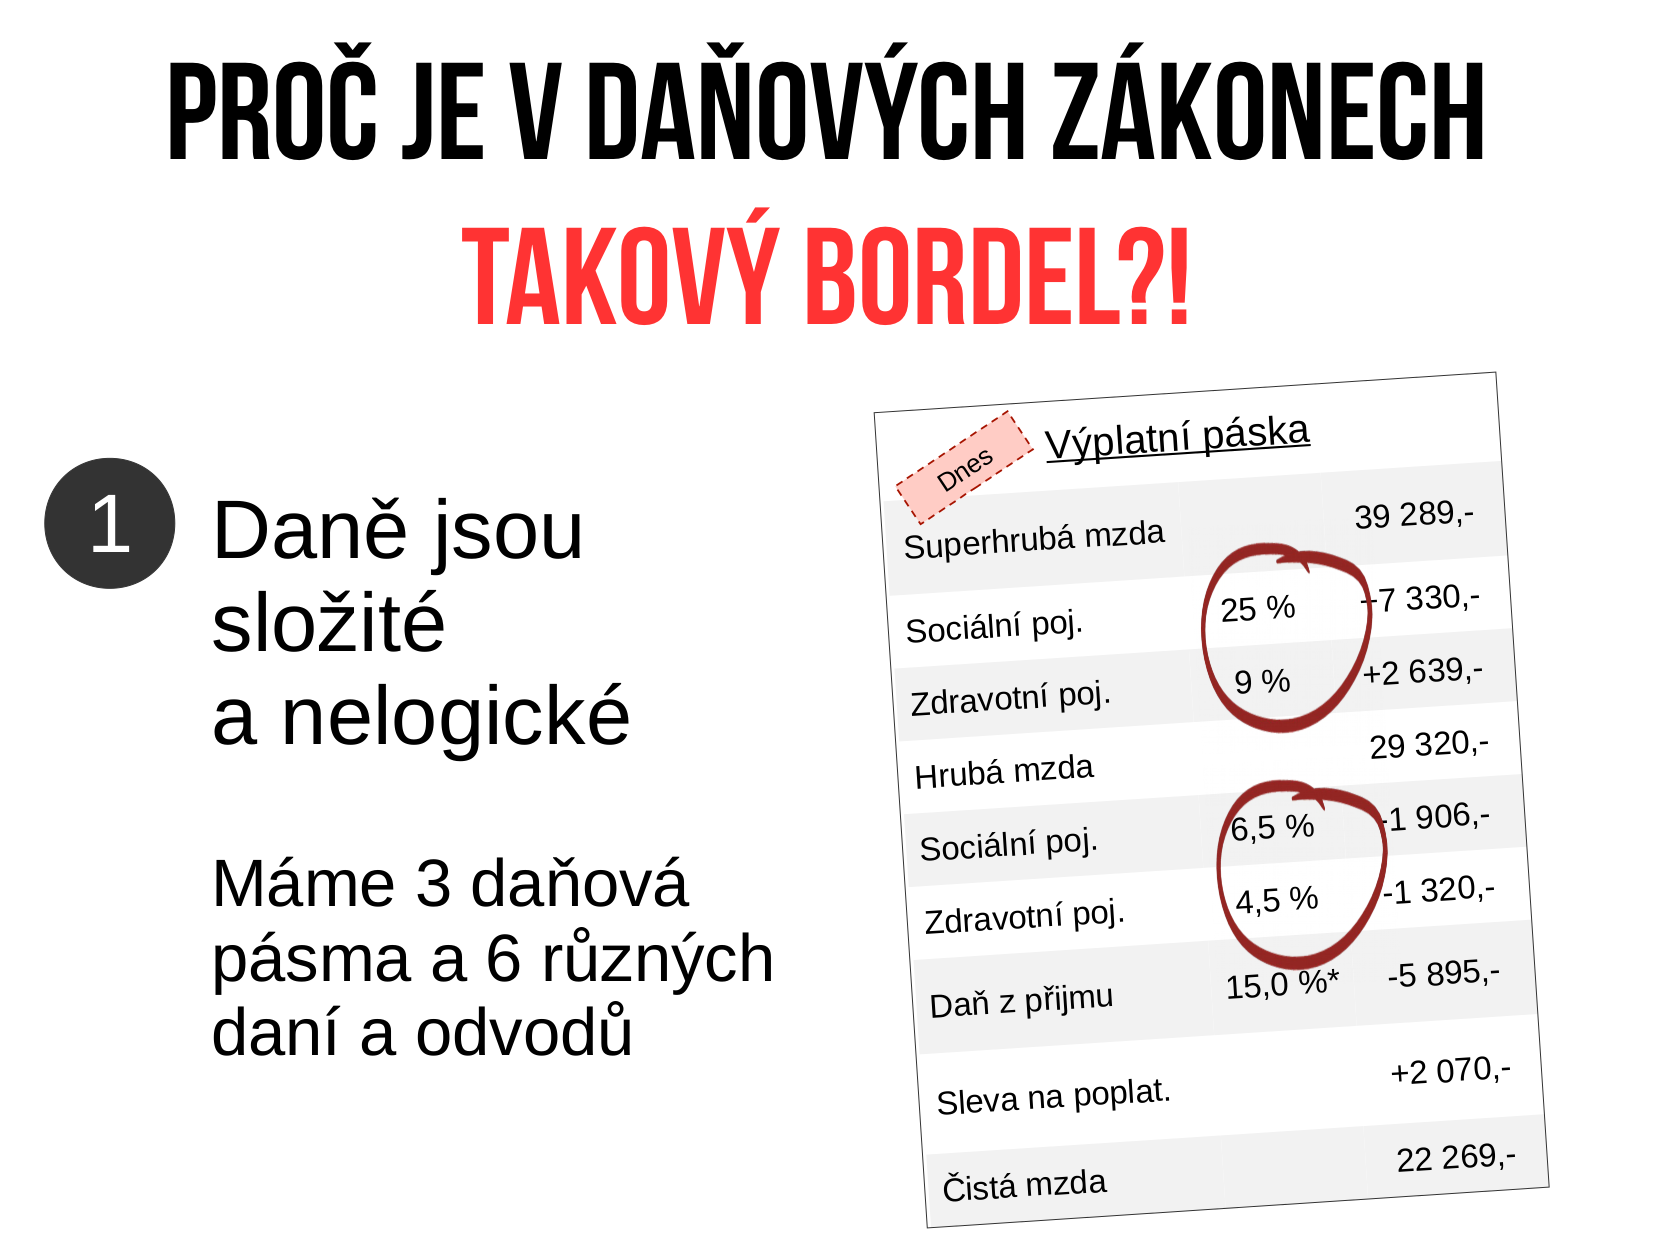 PROČ JE V DAŇOVÝCH ZÁKONECH
TAKOVÝ BORDEL?!
1
Daně jsou
složité
a nelogické
Máme 3 daňová
pásma a 6 různých
daní a odvodů
Dnes
Výplatní páska
Superhrubá mzda 39 289,-
Sociální poj. 25 % +7 330,-
Zdravotní poj. 9 % +2 639,-
Hrubá mzda 29 320,-
Sociální poj. 6,5 % -1 906,-
Zdravotní poj. 4,5 % -1 320,-
Daň z přijmu 15,0 %* -5 895,-
Sleva na poplat. +2 070,-
Čistá mzda 22 269,-